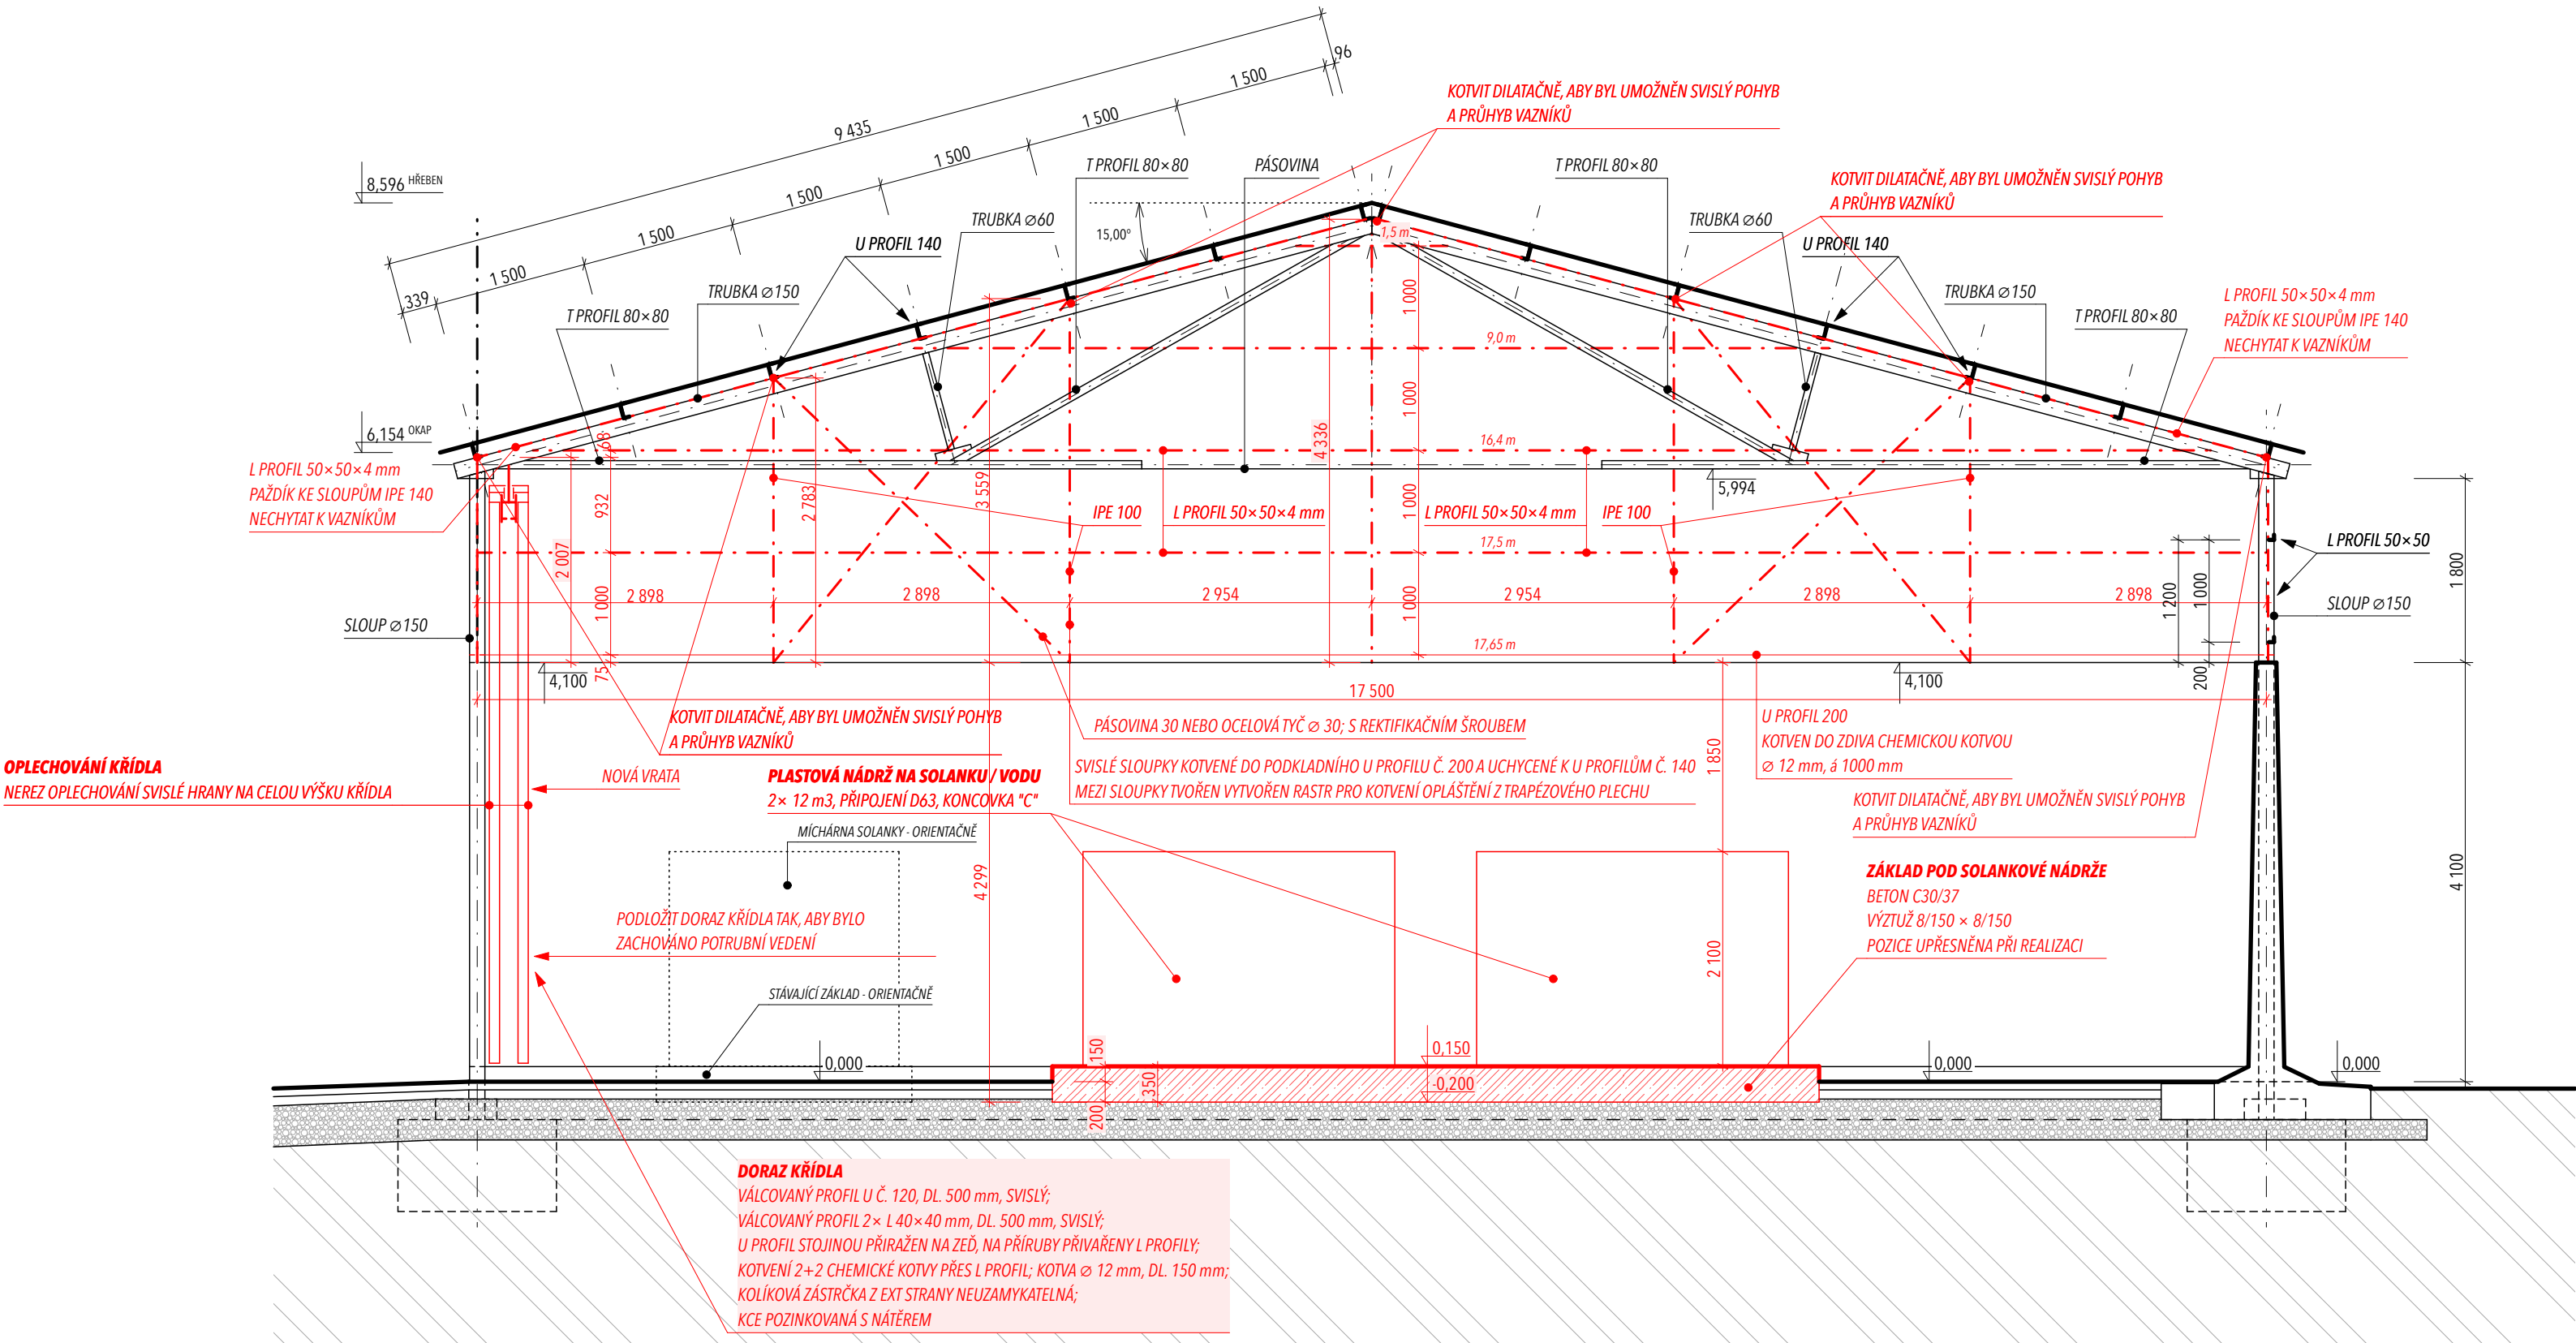 96
1 500
1 500
9 435
1 500
1 500
1 500
1 500
339
KOTVIT DILATAČNĚ, ABY BYL UMOŽNĚN SVISLÝ POHYB
A PRŮHYB VAZNÍKŮ
8,596 HŘEBEN
T PROFIL 80×80
PÁSOVINA
T PROFIL 80×80
KOTVIT DILATAČNĚ, ABY BYL UMOŽNĚN SVISLÝ POHYB
A PRŮHYB VAZNÍKŮ
TRUBKA ⌀60
TRUBKA ⌀60
15,00°
1,5 m
U PROFIL 140
U PROFIL 140
TRUBKA ⌀150
TRUBKA ⌀150
T PROFIL 80×80
T PROFIL 80×80
L PROFIL 50×50×4 mm
PAŽDÍK KE SLOUPŮM IPE 140
NECHYTAT K VAZNÍKŮM
1 000
9,0 m
1 000
6,154 OKAP
68
4 336
16,4 m
L PROFIL 50×50×4 mm
PAŽDÍK KE SLOUPŮM IPE 140
NECHYTAT K VAZNÍKŮM
932
2 783
3 559
5,994
1 000
IPE 100
L PROFIL 50×50×4 mm
L PROFIL 50×50×4 mm
IPE 100
2 007
17,5 m
L PROFIL 50×50
1 800
1 200
1 000
1 000
1 000
2 898
2 898
2 954
2 954
2 898
2 898
SLOUP ⌀150
SLOUP ⌀150
17,65 m
75
200
4,100
4,100
17 500
KOTVIT DILATAČNĚ, ABY BYL UMOŽNĚN SVISLÝ POHYB
A PRŮHYB VAZNÍKŮ
PÁSOVINA 30 NEBO OCELOVÁ TYČ ⌀ 30; S REKTIFIKAČNÍM ŠROUBEM
U PROFIL 200
KOTVEN DO ZDIVA CHEMICKOU KOTVOU
⌀ 12 mm, á 1000 mm
1 850
OPLECHOVÁNÍ KŘÍDLA
NEREZ OPLECHOVÁNÍ SVISLÉ HRANY NA CELOU VÝŠKU KŘÍDLA
NOVÁ VRATA
PLASTOVÁ NÁDRŽ NA SOLANKU / VODU
2× 12 m3, PŘIPOJENÍ D63, KONCOVKA "C"
SVISLÉ SLOUPKY KOTVENÉ DO PODKLADNÍHO U PROFILU Č. 200 A UCHYCENÉ K U PROFILŮM Č. 140
MEZI SLOUPKY TVOŘEN VYTVOŘEN RASTR PRO KOTVENÍ OPLÁŠTĚNÍ Z TRAPÉZOVÉHO PLECHU
KOTVIT DILATAČNĚ, ABY BYL UMOŽNĚN SVISLÝ POHYB
A PRŮHYB VAZNÍKŮ
MÍCHÁRNA SOLANKY - ORIENTAČNĚ
4 299
4 100
ZÁKLAD POD SOLANKOVÉ NÁDRŽE
BETON C30/37
VÝZTUŽ 8/150 × 8/150
POZICE UPŘESNĚNA PŘI REALIZACI
PODLOŽIT DORAZ KŘÍDLA TAK, ABY BYLO
ZACHOVÁNO POTRUBNÍ VEDENÍ
2 100
STÁVAJÍCÍ ZÁKLAD - ORIENTAČNĚ
0,000
150
0,150
0,000
0,000
350
-0,200
200
DORAZ KŘÍDLA
VÁLCOVANÝ PROFIL U Č. 120, DL. 500 mm, SVISLÝ;
VÁLCOVANÝ PROFIL 2× L 40×40 mm, DL. 500 mm, SVISLÝ;
U PROFIL STOJINOU PŘIRAŽEN NA ZEĎ, NA PŘÍRUBY PŘIVAŘENY L PROFILY;
KOTVENÍ 2+2 CHEMICKÉ KOTVY PŘES L PROFIL; KOTVA ⌀ 12 mm, DL. 150 mm;
KOLÍKOVÁ ZÁSTRČKA Z EXT STRANY NEUZAMYKATELNÁ;
KCE POZINKOVANÁ S NÁTĚREM